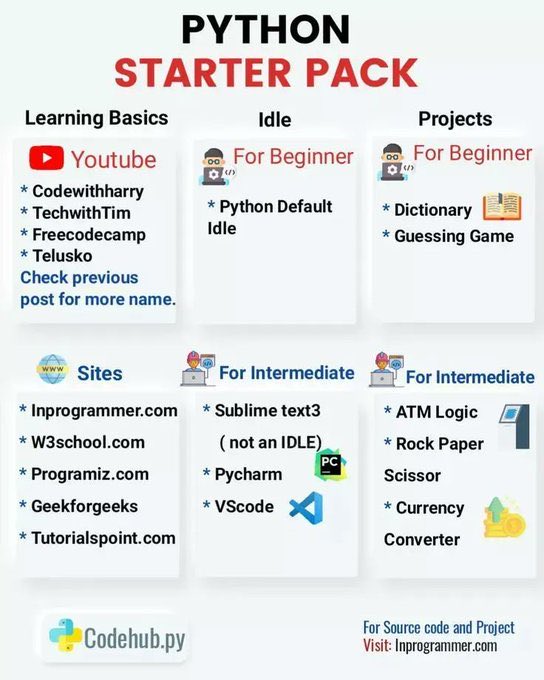 PYTHON
STARTER PACK
Learning Basics
Youtube
* Codewithharry
* TechwithTim
* Freecodecamp
* Telusko
Check previous
post for more name.
Idle
For Beginner
* Python Default
Idle
Projects
For Beginner
* Dictionary
* Guessing Game
WWW
Sites
* Inprogrammer.com
* W3school.com
* Programiz.com
* Geekforgeeks
* Tutorialspoint.com
For Intermediate
* Sublime text3
( not an IDLE)
* Pycharm
PC
* VScode
For Intermediate
* ATM Logic
* Rock Paper
Scissor
* Currency
Converter
Codehub.py
For Source code and Project
Visit: Inprogrammer.com